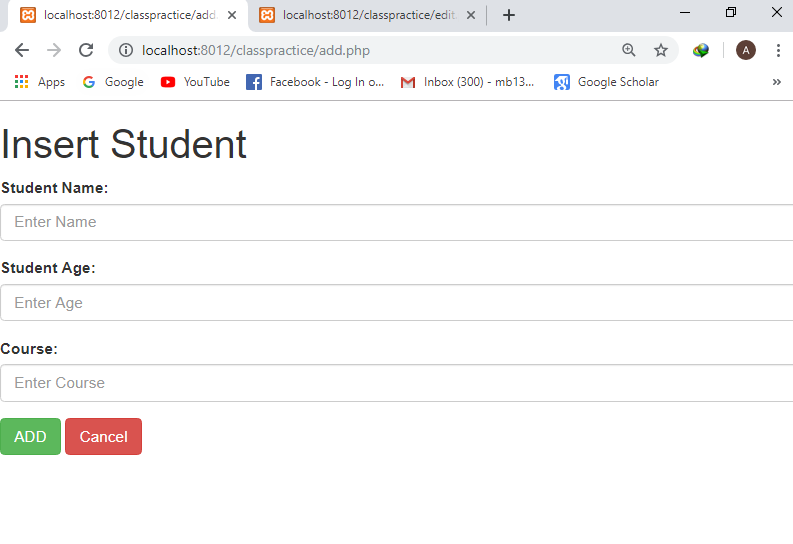 localhost:8012/classpractice/add. localhost:8012/classpractice/edit.
localhost:8012/classpractice/add.php A
Apps Google YouTube Facebook - Log In o... Inbox (300) - mb13... Google Scholar »
Insert Student
Student Name:
Enter Name
Student Age:
Enter Age
Course:
Enter Course
ADD Cancel